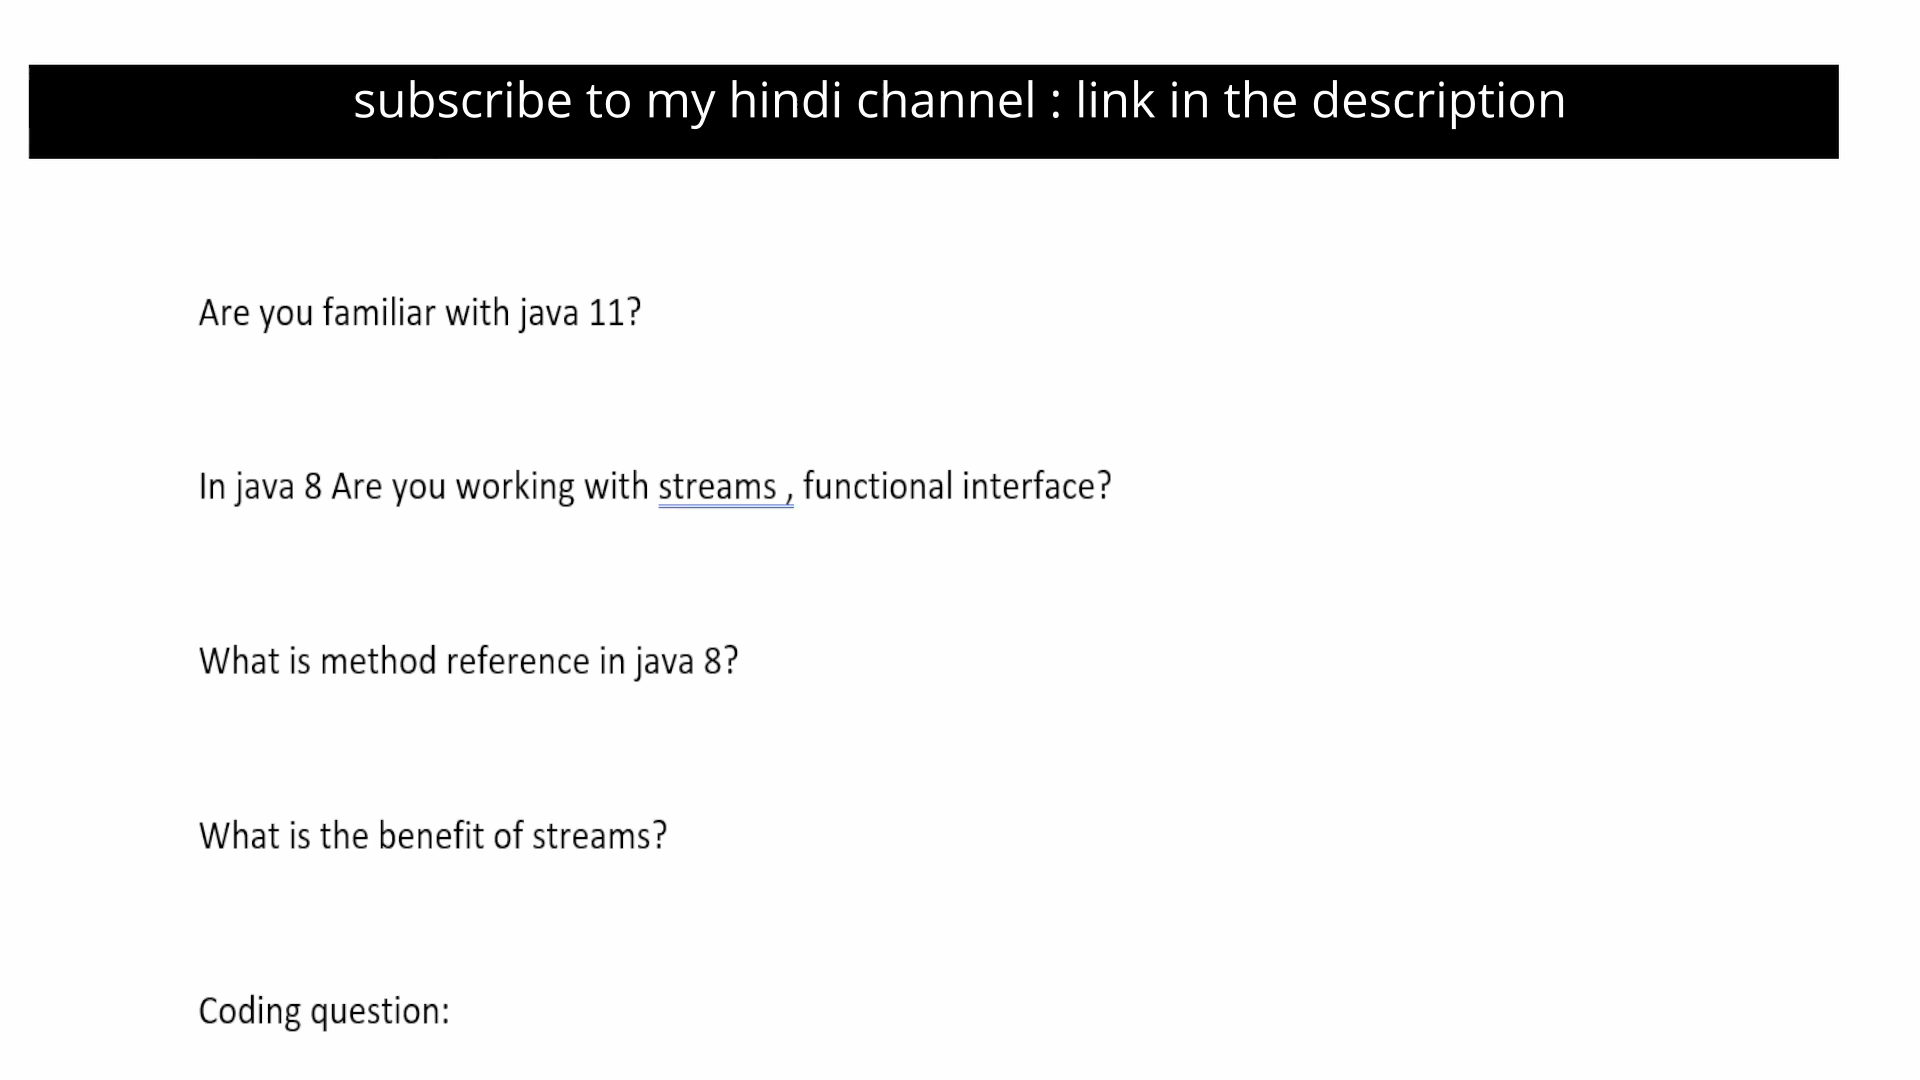 subscribe to my hindi channel : link in the description
Are you familiar with java 11?
In java 8 Are you working with streams , functional interface?
What is method reference in java 8?
What is the benefit of streams?
Coding question: